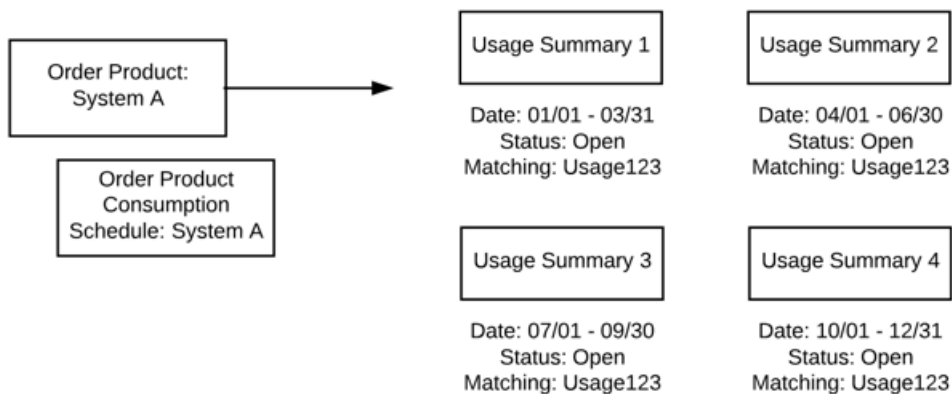 Order Product:
System A
Order Product
Consumption
Schedule: System A
Usage Summary 1
Date: 01/01 - 03/31
Status: Open
Matching: Usage123
Usage Summary 2
Date: 04/01 - 06/30
Status: Open
Matching: Usage123
Usage Summary 3
Date: 07/01 - 09/30
Status: Open
Matching: Usage123
Usage Summary 4
Date: 10/01 - 12/31
Status: Open
Matching: Usage123